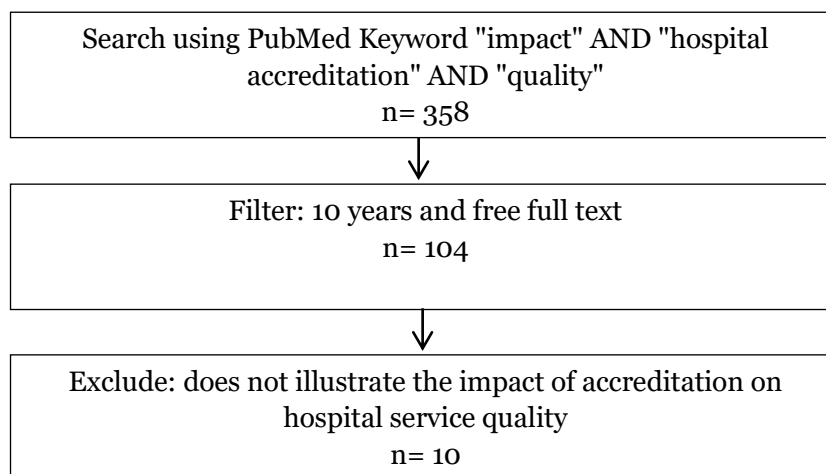 Search using PubMed Keyword "impact" AND "hospital
accreditation" AND "quality"
n= 358
Filter: 10 years and free full text
n= 104
Exclude: does not illustrate the impact of accreditation on
hospital service quality
n= 10